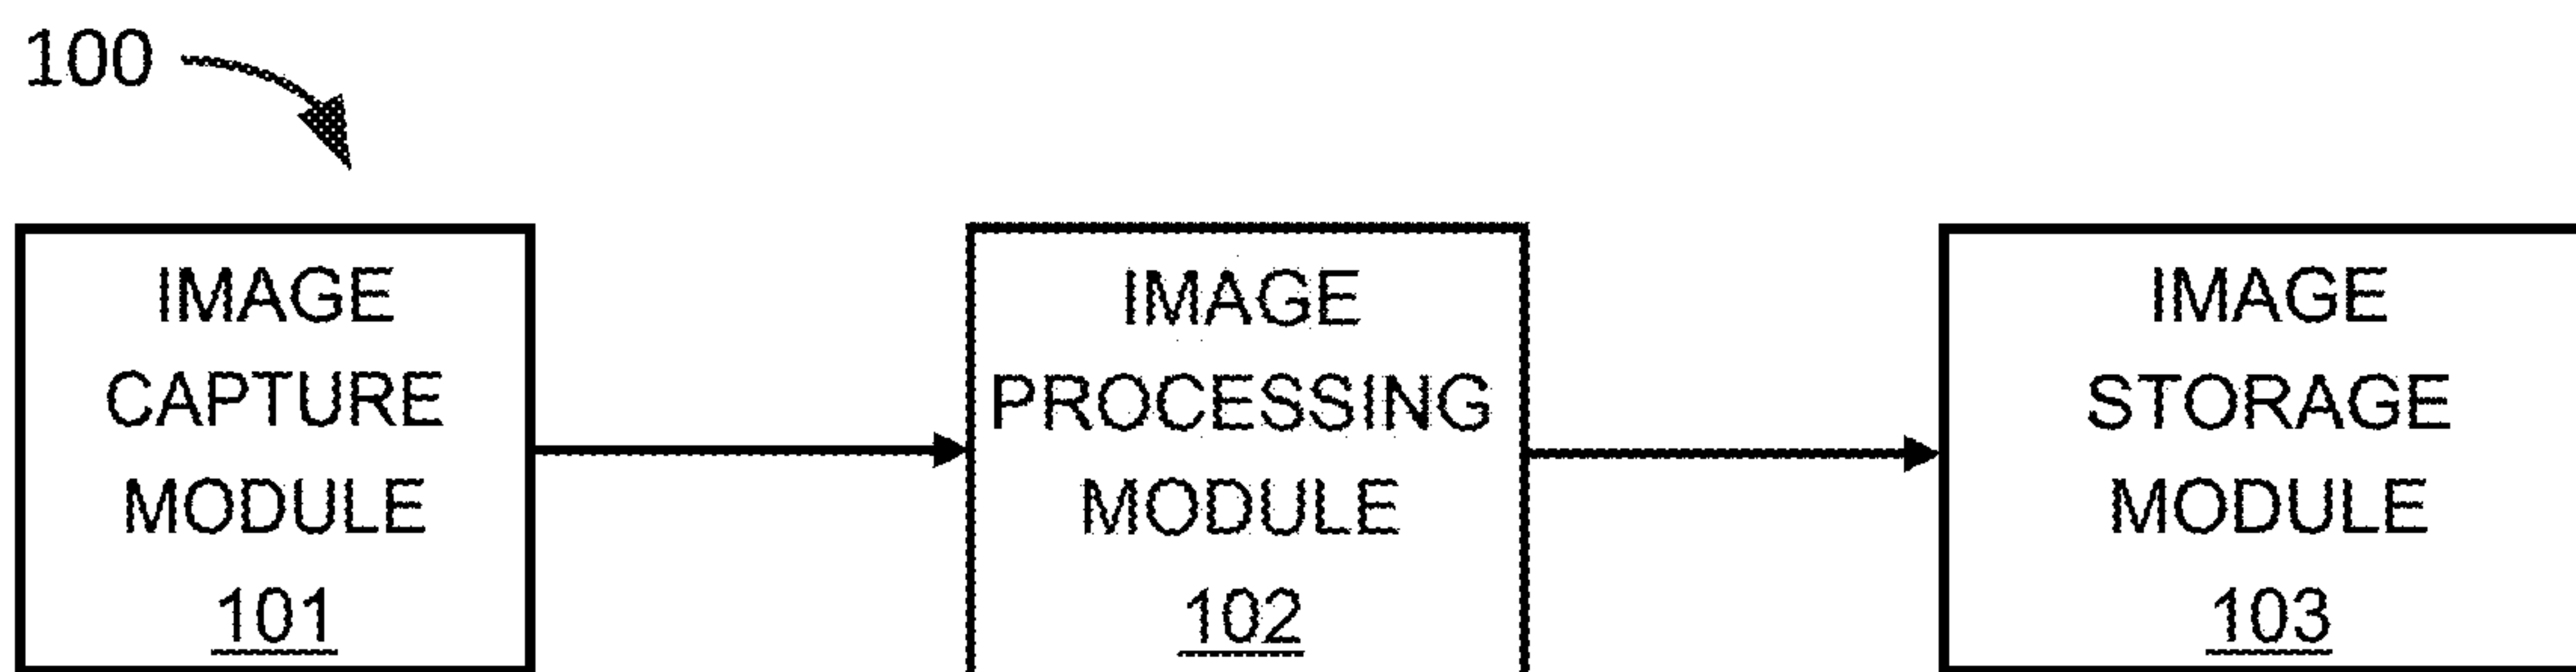 100
IMAGE
CAPTURE
MODULE
101
IMAGE
PROCESSING
MODULE
102
IMAGE
STORAGE
MODULE
103